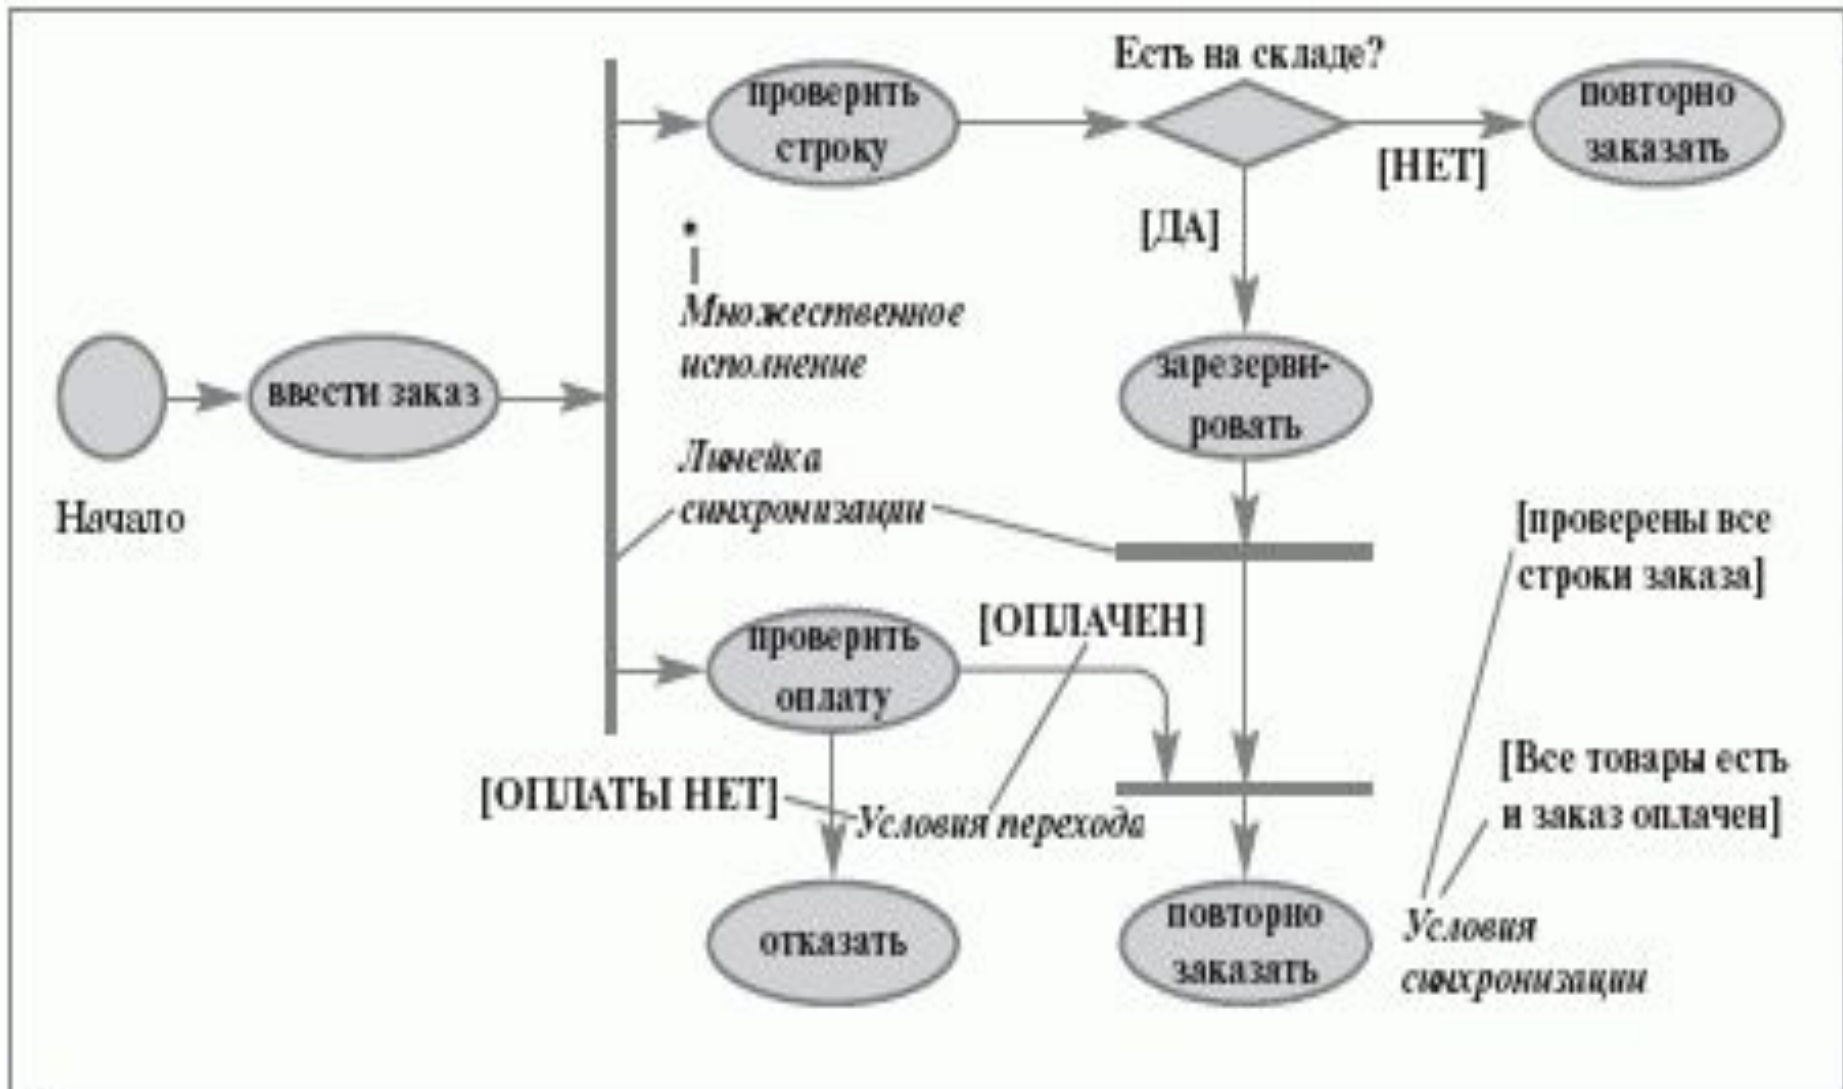 Есть на складе?
проверить
строку
повторно
заказать
[НЕТ]
[ДА]
*
Множественное
исполнение
ввести заказ
зарезерви-
ровать
Начало
Линейка
синхронизации
[проверены все
строки заказа]
проверить
оплату
[ОПЛАЧЕН]
[ОПЛАТЫ НЕТ]
Условия перехода
[Все товары есть
и заказ оплачен]
отказать
повторно
заказать
Условия
синхронизации